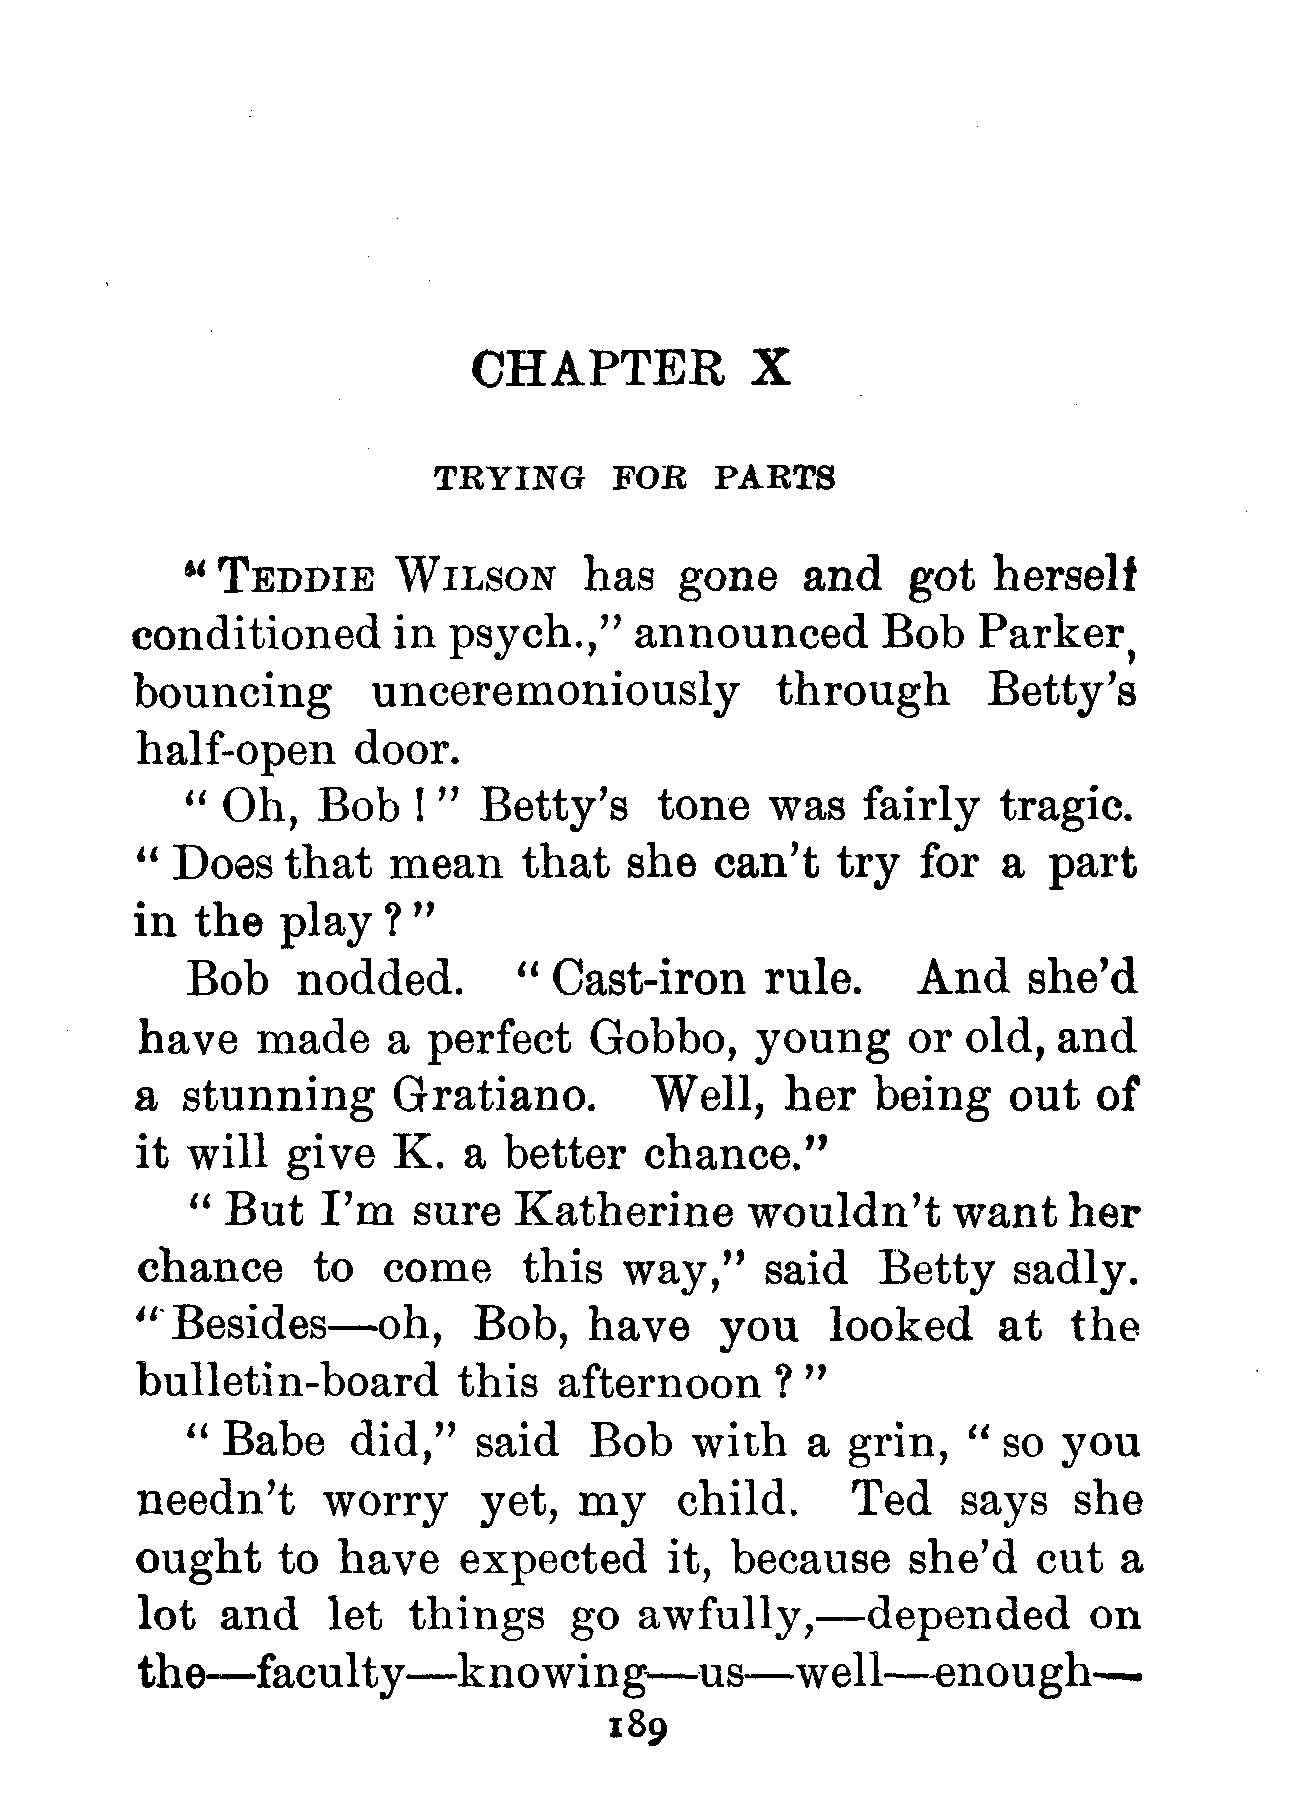 CHAPTER X
TRYING FOR PARTS
“ TEDDIE WILSON has gone and got herself
conditioned in psych.,” announced Bob Parker,
bouncing unceremoniously through Betty’s
half-open door.
“ Oh, Bob ! ” Betty’s tone was fairly tragic.
“ Does that mean that she can’t try for a part
in the play ? ”
Bob nodded. “ Cast-iron rule. And she’d
have made a perfect Gobbo, young or old, and
a stunning Gratiano. Well, her being out of
it will give K. a better chance.”
“ But I’m sure Katherine wouldn’t want her
chance to come this way,” said Betty sadly.
“ Besides—oh, Bob, have you looked at the
bulletin-board this afternoon ? ”
“ Babe did,” said Bob with a grin, “ so you
needn’t worry yet, my child. Ted says she
ought to have expected it, because she’d cut a
lot and let things go awfully,—depended on
the—faculty—knowing—us—well—enough—
189